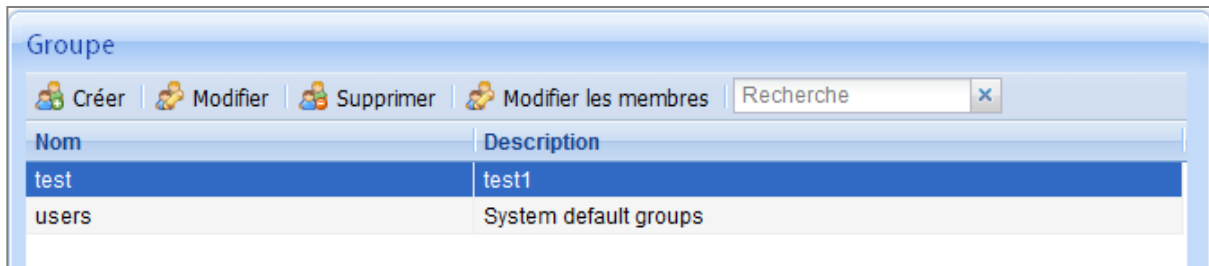 Groupe
Créer Modifier Supprimer Modifier les membres Recherche
Nom Description
test test1
users System default groups